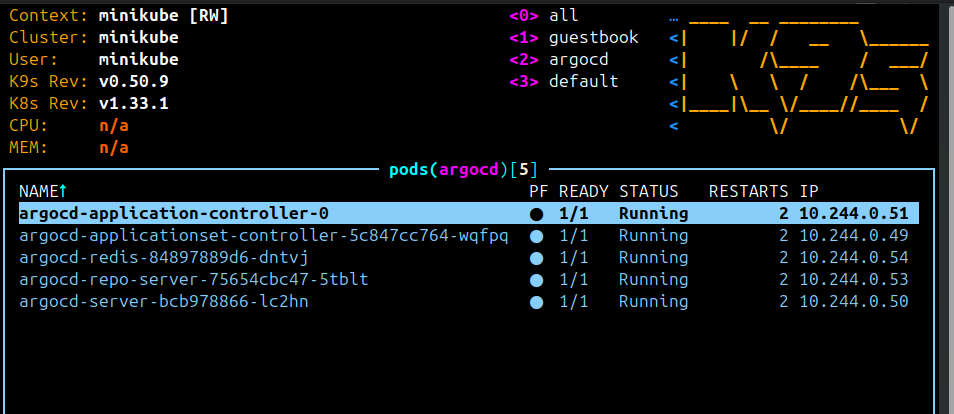 Context: minikube [RW] <0> all …
Cluster: minikube <1> guestbook <
User: minikube <2> argocd <
K9s Rev: v0.50.9 <3> default <
K8s Rev: v1.33.1 <
CPU: n/a <
MEM: n/a
pods(argocd)[5]
NAME↑ PF READY STATUS RESTARTS IP
argocd-application-controller-0 ● 1/1 Running 2 10.244.0.51
argocd-applicationset-controller-5c847cc764-wqfpq ● 1/1 Running 2 10.244.0.49
argocd-redis-84897889d6-dntvj ● 1/1 Running 2 10.244.0.54
argocd-repo-server-75654cbc47-5tblt ● 1/1 Running 2 10.244.0.53
argocd-server-bcb978866-lc2hn ● 1/1 Running 2 10.244.0.50